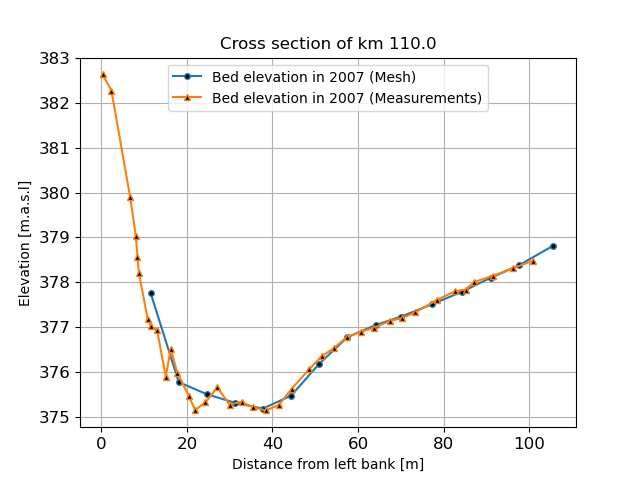 Cross section of km 110.0
Bed elevation in 2007 (Mesh)
Bed elevation in 2007 (Measurements)
Elevation [m.a.s.l]
383
382
381
380
379
378
377
376
375
0 20 40 60 80 100
Distance from left bank [m]